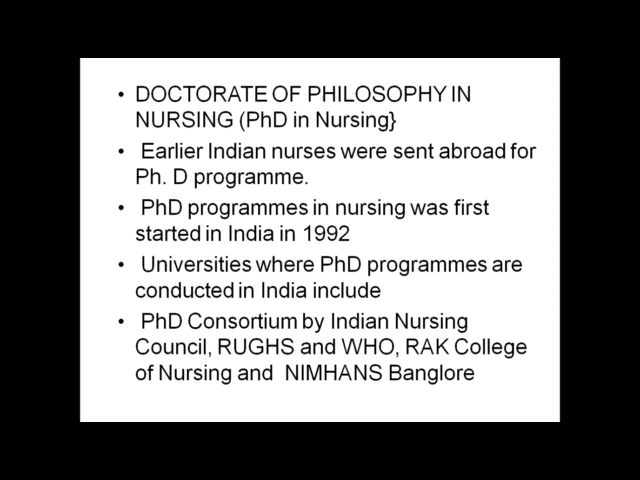 • DOCTORATE OF PHILOSOPHY IN
NURSING (PhD in Nursing}
• Earlier Indian nurses were sent abroad for
Ph. D programme.
• PhD programmes in nursing was first
started in India in 1992
• Universities where PhD programmes are
conducted in India include
• PhD Consortium by Indian Nursing
Council, RUGHS and WHO, RAK College
of Nursing and NIMHANS Banglore